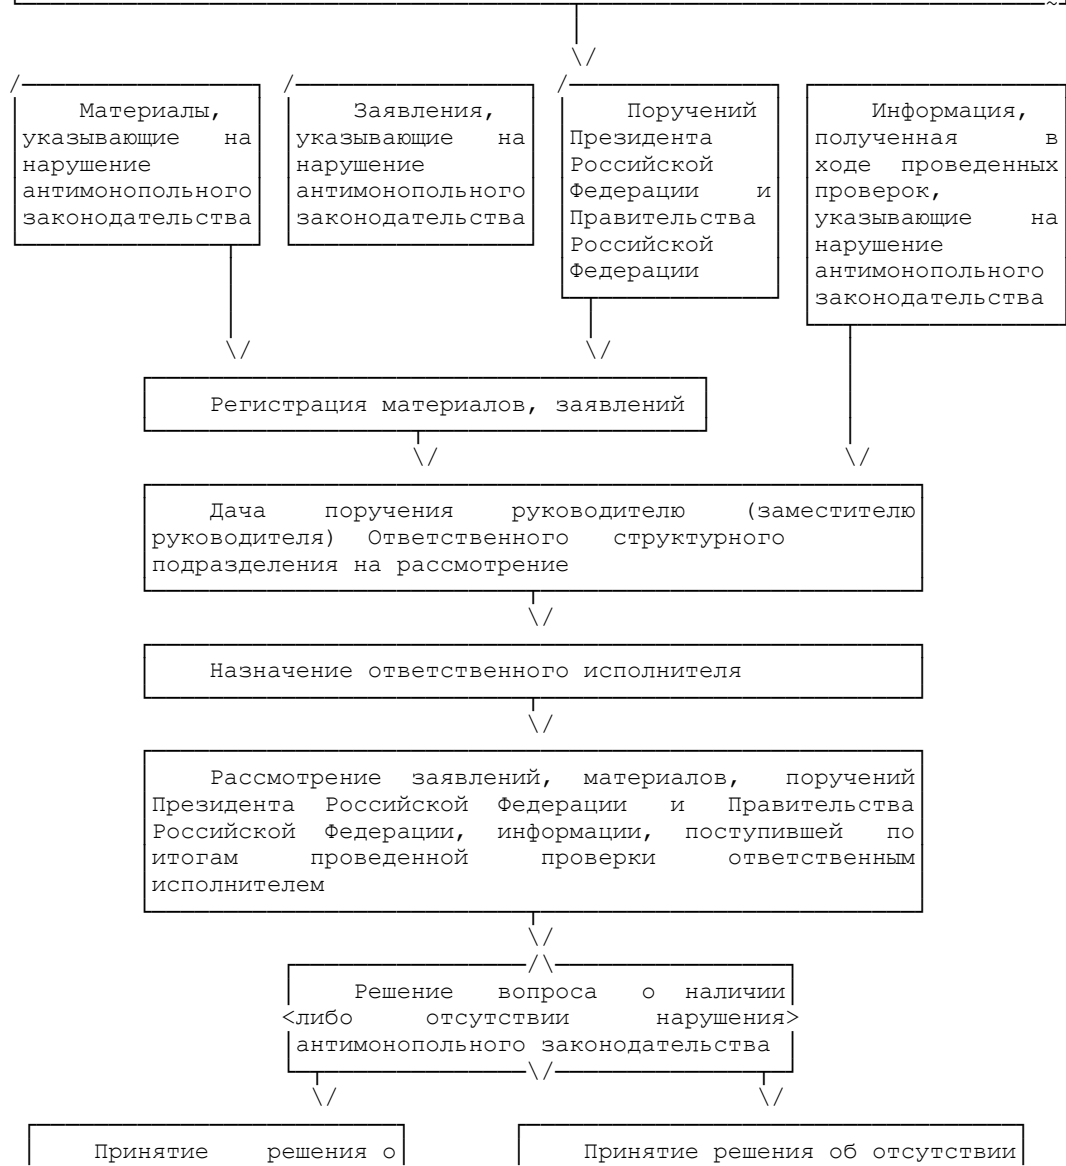 Материалы,
указывающие на
нарушение
антимонопольного
законодательства
Заявления,
указывающие на
нарушение
антимонопольного
законодательства
Поручений
Президента
Российской
Федерации и
Правительства
Российской
Федерации
Информация,
полученная в
ходе проведенных
проверок,
указывающие на
нарушение
антимонопольного
законодательства
Регистрация материалов, заявлений
Дача поручения руководителю (заместителю
руководителя) Ответственного структурного
подразделения на рассмотрение
Назначение ответственного исполнителя
Рассмотрение заявлений, материалов, поручений
Президента Российской Федерации и Правительства
Российской Федерации, информации, поступившей по
итогам проведенной проверки ответственным
исполнителем
Решение вопроса о наличии
<либо отсутствии нарушения>
антимонопольного законодательства
Принятие решения о
Принятие решения об отсутствии